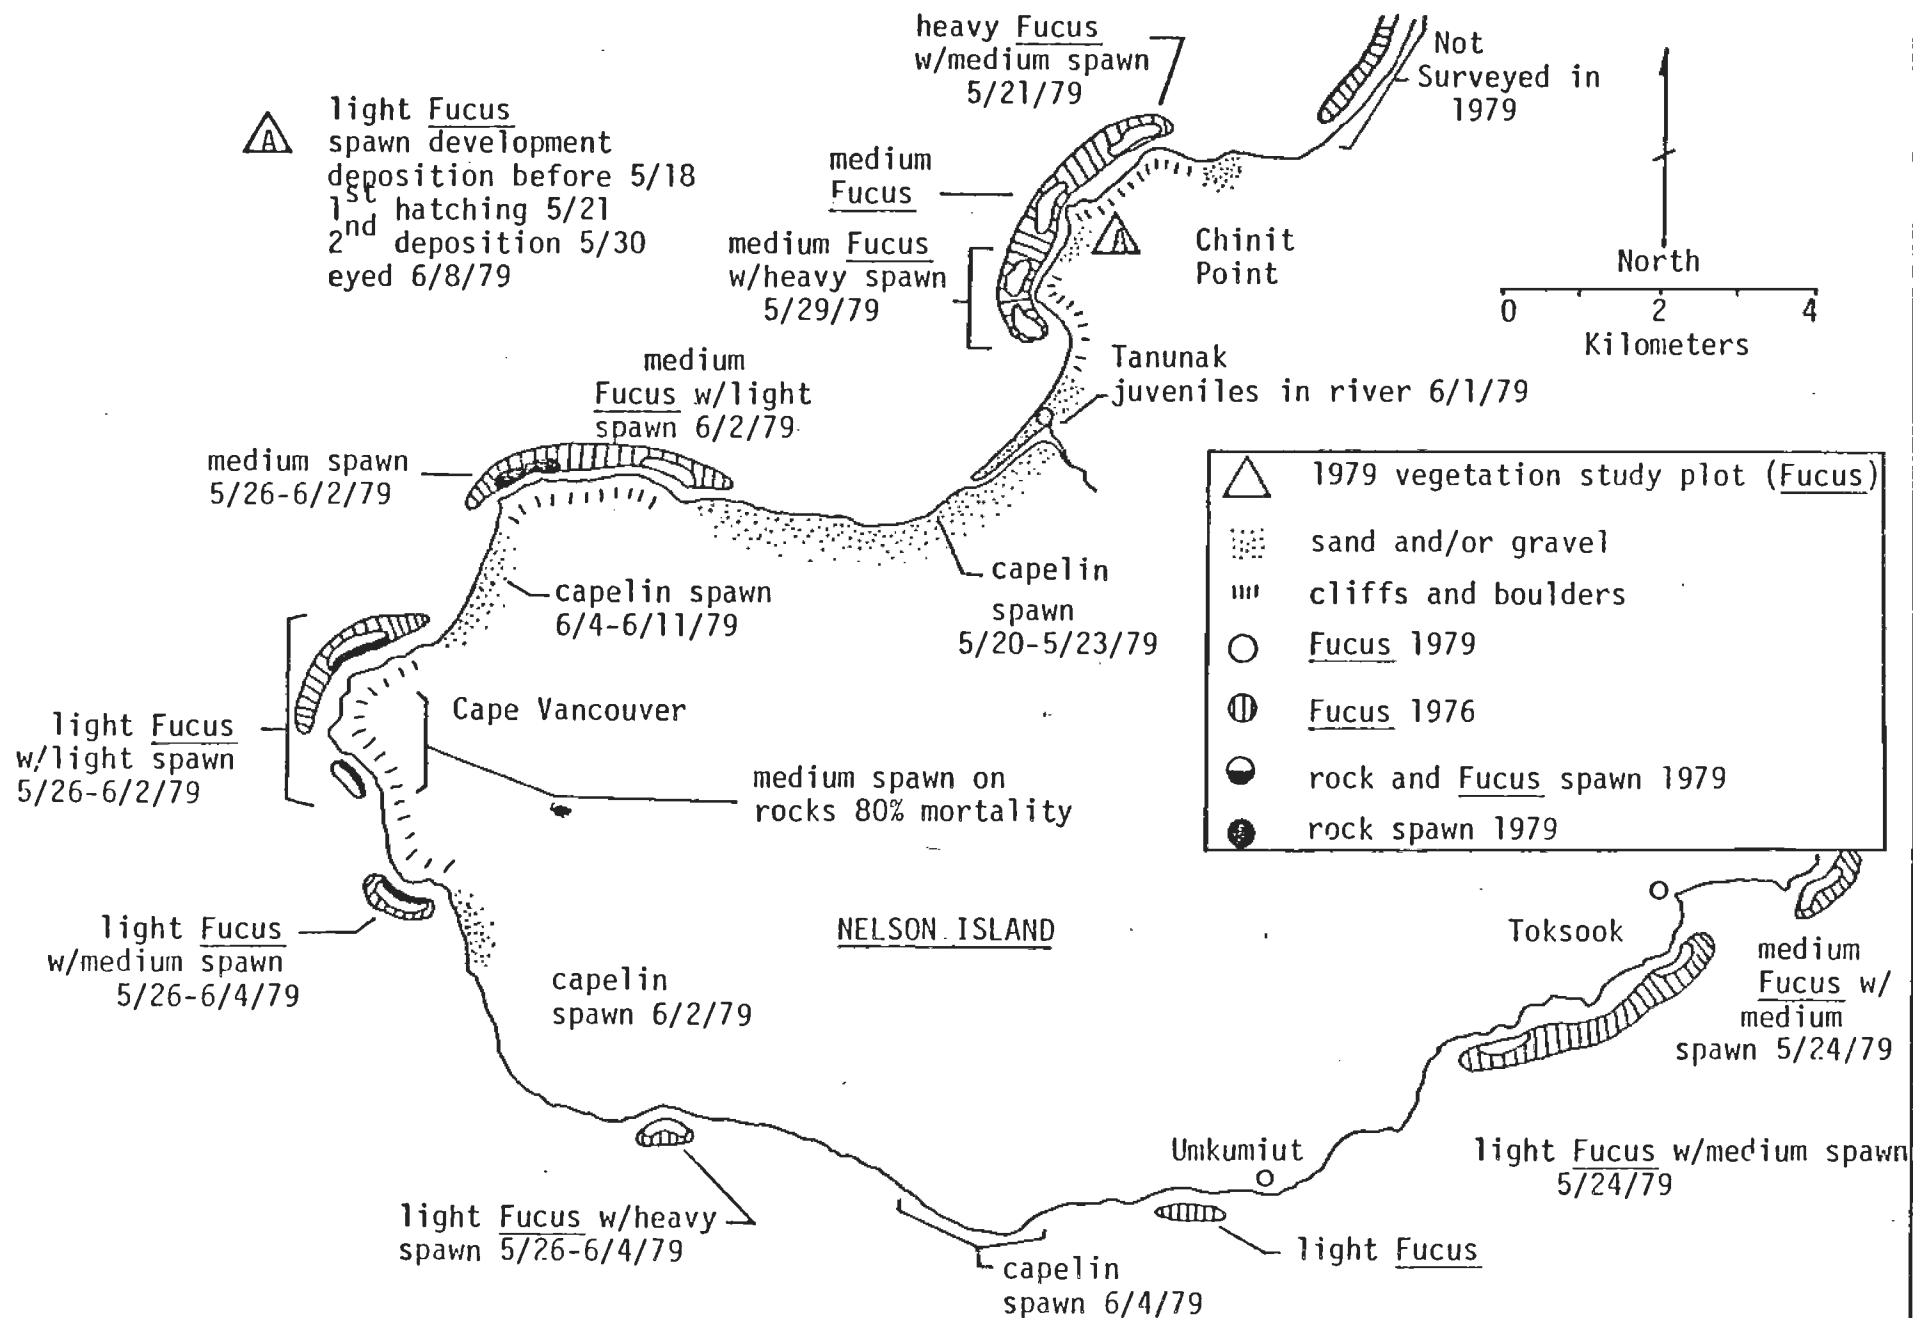 heavy Fucus
w/medium spawn
5/21/79
Not
Surveyed in
1979
A
light Fucus
spawn development
deposition before 5/18
1st hatching 5/21
2nd deposition 5/30
eyed 6/8/79
medium
Fucus
medium Fucus
w/heavy spawn
5/29/79
A
Chinit
Point
North
0 2 4
Kilometers
medium
Fucus w/light
spawn 6/2/79
Tanunak
juveniles in river 6/1/79
medium spawn
5/26-6/2/79
capelin spawn
6/4-6/11/79
capelin
spawn
5/20-5/23/79
1979 vegetation study plot (Fucus)
sand and/or gravel
cliffs and boulders
Fucus 1979
Fucus 1976
rock and Fucus spawn 1979
rock spawn 1979
light Fucus
w/light spawn
5/26-6/2/79
Cape Vancouver
medium spawn on
rocks 80% mortality
light Fucus
w/medium spawn
5/26-6/4/79
NELSON ISLAND
Toksook
medium
Fucus w/
medium
spawn 5/24/79
capelin
spawn 6/2/79
Umkumiut
light Fucus w/medium spawn
5/24/79
light Fucus w/heavy
spawn 5/26-6/4/79
light Fucus
capelin
spawn 6/4/79